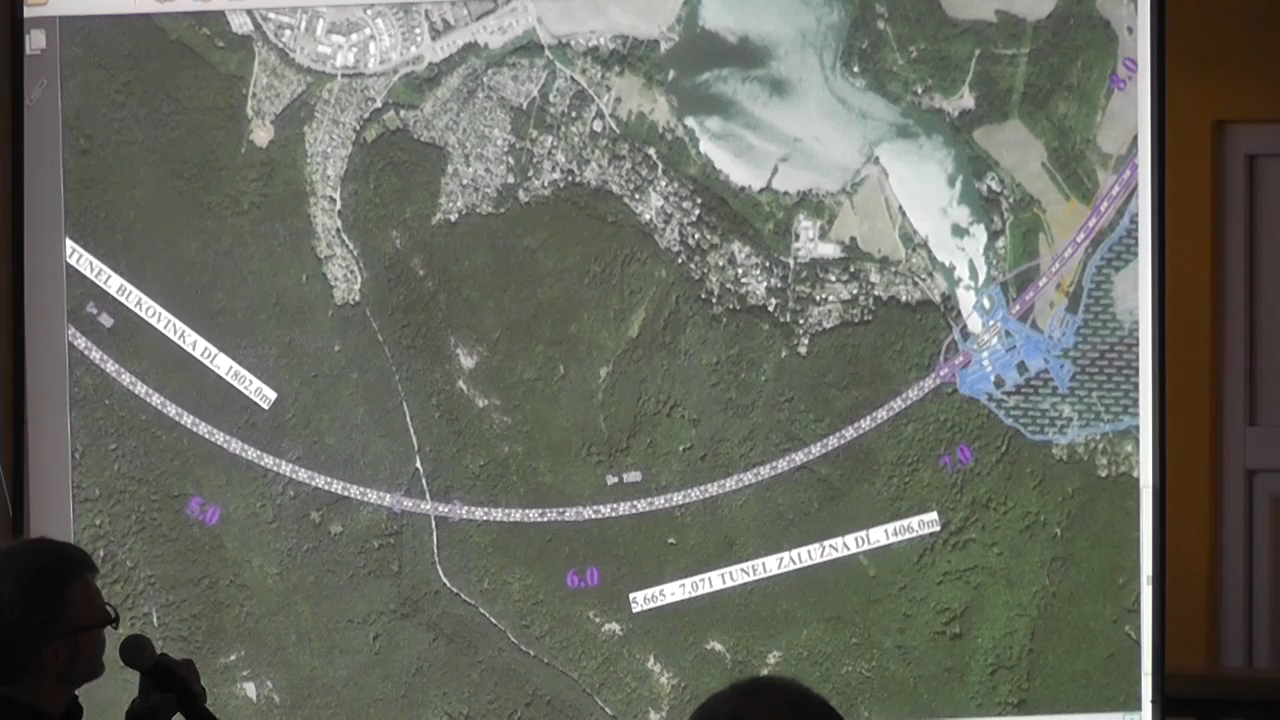 8.0
TUNEL BUKOVINKA DĹ. 1802,0m
7.0
5.0
5,665 - 7,071 TUNEL ZÁLUŽNÁ DĹ. 1406,0m
6.0